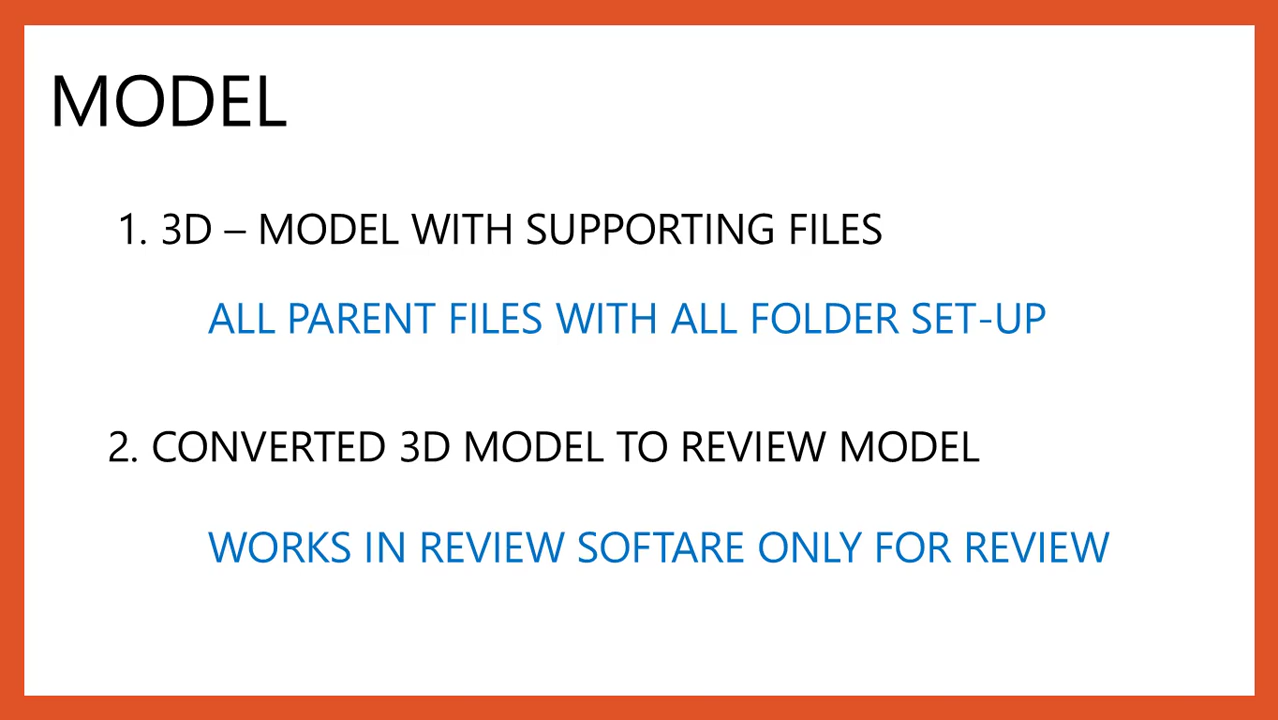 MODEL
1. 3D – MODEL WITH SUPPORTING FILES
ALL PARENT FILES WITH ALL FOLDER SET-UP
2. CONVERTED 3D MODEL TO REVIEW MODEL
WORKS IN REVIEW SOFTARE ONLY FOR REVIEW